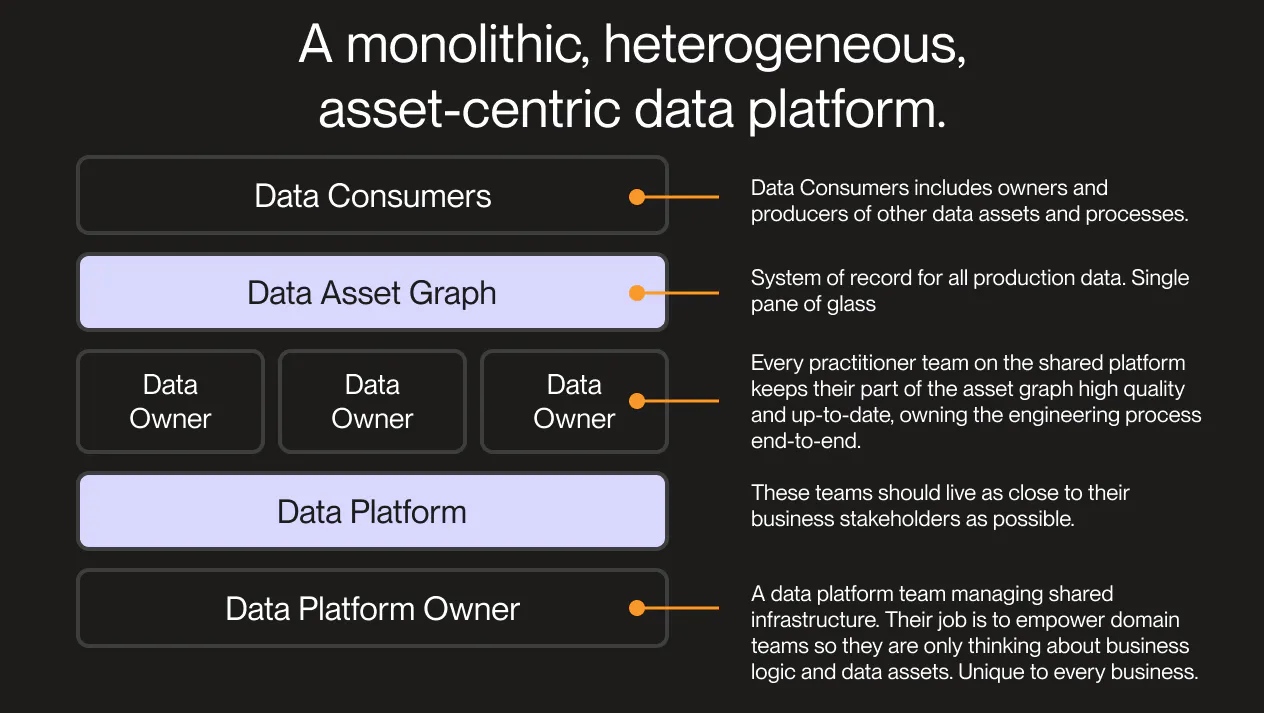 A monolithic, heterogeneous,
asset-centric data platform.
Data Consumers
Data Consumers includes owners and
producers of other data assets and processes.
Data Asset Graph
System of record for all production data. Single
pane of glass
Data
Owner
Data
Owner
Data
Owner
Every practitioner team on the shared platform
keeps their part of the asset graph high quality
and up-to-date, owning the engineering process
end-to-end.
Data Platform
These teams should live as close to their
business stakeholders as possible.
Data Platform Owner
A data platform team managing shared
infrastructure. Their job is to empower domain
teams so they are only thinking about business
logic and data assets. Unique to every business.